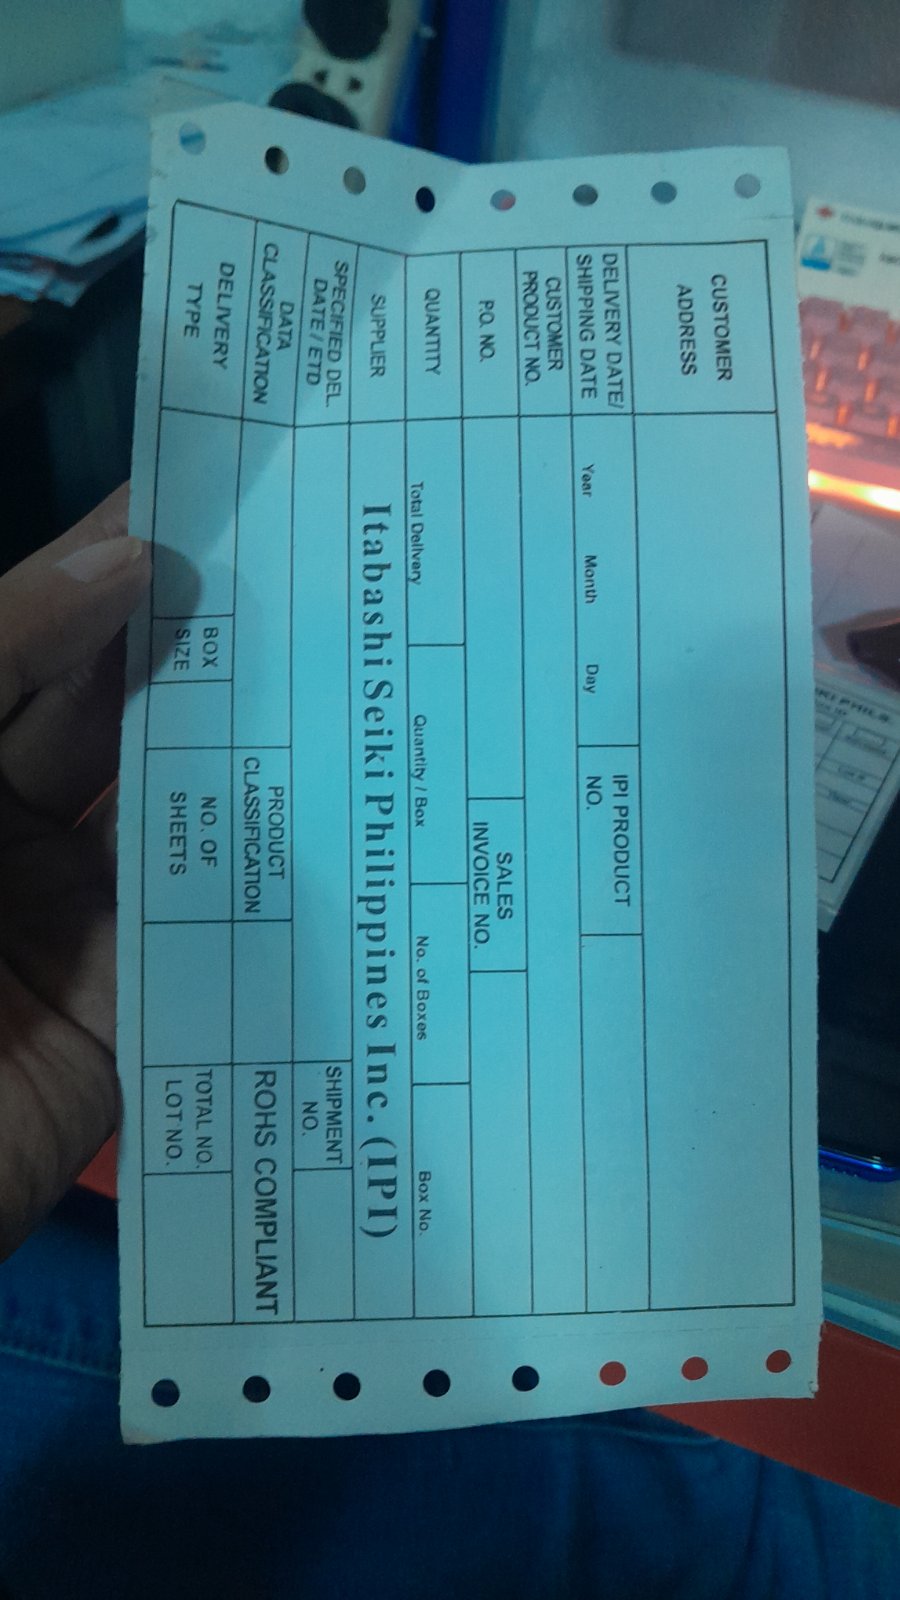 CUSTOMER
ADDRESS
DELIVERY DATE/
SHIPPING DATE
Year Month Day
IPI PRODUCT
NO.
CUSTOMER
PRODUCT NO.
P.O. NO.
SALES
INVOICE NO.
QUANTITY
Total Delivery
Quantity / Box
No. of Boxes
Box No.
SUPPLIER
Itabashi Seiki Philippines Inc. (IPI)
SPECIFIED DEL.
DATE / ETD
SHIPMENT
NO.
DATA
CLASSIFICATION
PRODUCT
CLASSIFICATION
ROHS COMPLIANT
DELIVERY
TYPE
BOX
SIZE
NO. OF
SHEETS
TOTAL NO.
LOT NO.